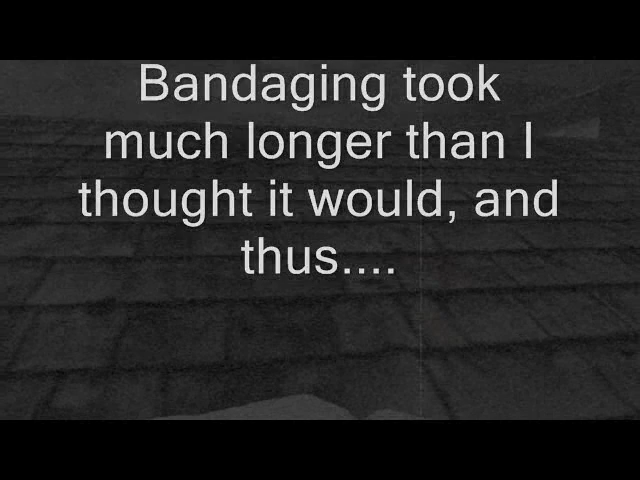 Bandaging took
much longer than I
thought it would, and
thus....